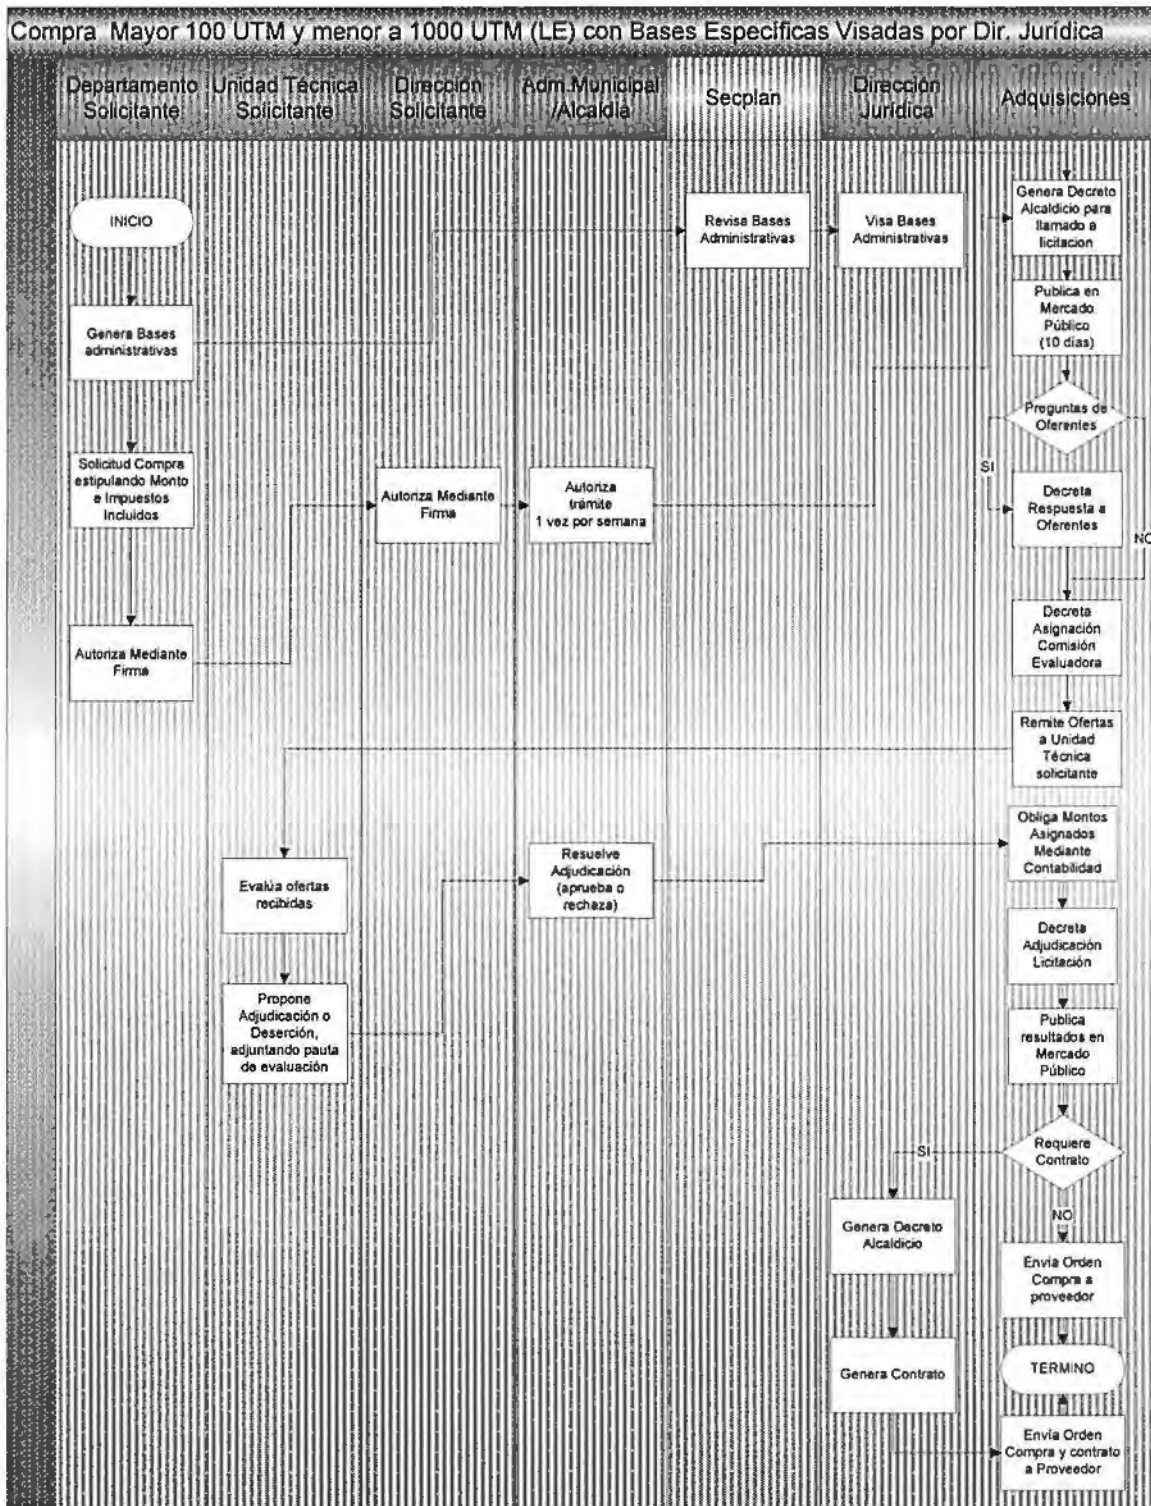 Compra Mayor 100 UTM y menor a 1000 UTM (LE) con Bases Específicas Visadas por Dir. Jurídica
Departamento
Solicitante
Unidad Técnica
Solicitante
Dirección
Solicitante
Adm.Municipal
/Alcaldía
Secplan
Dirección
Jurídica
Adquisiciones
INICIO
Genera Bases
administrativas
Solicitud Compra
estipulando Monto
e Impuestos
Incluidos
Autoriza Mediante
Firma
Autoriza Mediante
Firma
Autoriza
trámite
1 vez por semana
Revisa Bases
Administrativas
Visa Bases
Administrativas
Genera Decreto
Alcaldicio para
llamado a
licitacion
Publica en
Mercado
Público
(10 días)
Preguntas de
Oferentes
SI
NO
Decreta
Respuesta a
Oferentes
Decreta
Asignación
Comisión
Evaluadora
Remite Ofertas
a Unidad
Técnica
solicitante
Evalúa ofertas
recibidas
Propone
Adjudicación o
Deserción,
adjuntando pauta
de evaluación
Resuelve
Adjudicación
(aprueba o
rechaza)
Obliga Montos
Asignados
Mediante
Contabilidad
Decreta
Adjudicación
Licitación
Publica
resultados en
Mercado
Público
Requiere
Contrato
SI
NO
Genera Decreto
Alcaldicio
Genera Contrato
Envía Orden
Compra a
proveedor
TERMINO
Envía Orden
Compra y contrato
a Proveedor